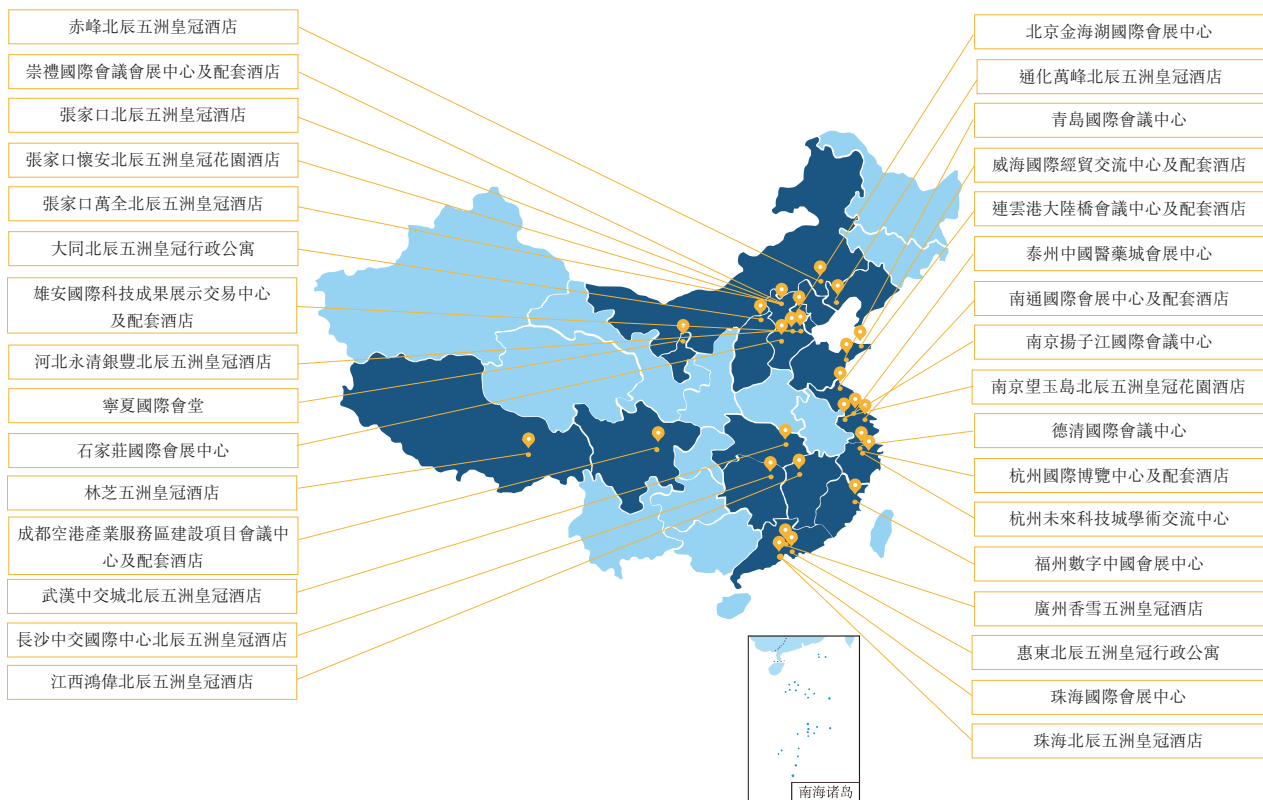 赤峰北辰五洲皇冠酒店
崇禮國際會議會展中心及配套酒店
張家口北辰五洲皇冠酒店
張家口懷安北辰五洲皇冠花園酒店
張家口萬全北辰五洲皇冠酒店
大同北辰五洲皇冠行政公寓
雄安國際科技成果展示交易中心
及配套酒店
河北永清銀豐北辰五洲皇冠酒店
寧夏國際會堂
石家莊國際會展中心
林芝五洲皇冠酒店
成都空港產業服務區建設項目會議中
心及配套酒店
武漢中交城北辰五洲皇冠酒店
長沙中交國際中心北辰五洲皇冠酒店
江西鴻偉北辰五洲皇冠酒店
北京金海湖國際會展中心
通化萬峰北辰五洲皇冠酒店
青島國際會議中心
威海國際經貿交流中心及配套酒店
連雲港大陸橋會議中心及配套酒店
泰州中國醫藥城會展中心
南通國際會展中心及配套酒店
南京揚子江國際會議中心
南京望玉島北辰五洲皇冠花園酒店
德清國際會議中心
杭州國際博覽中心及配套酒店
杭州未來科技城學術交流中心
福州數字中國會展中心
廣州香雪五洲皇冠酒店
惠東北辰五洲皇冠行政公寓
珠海國際會展中心
珠海北辰五洲皇冠酒店
南海诸岛